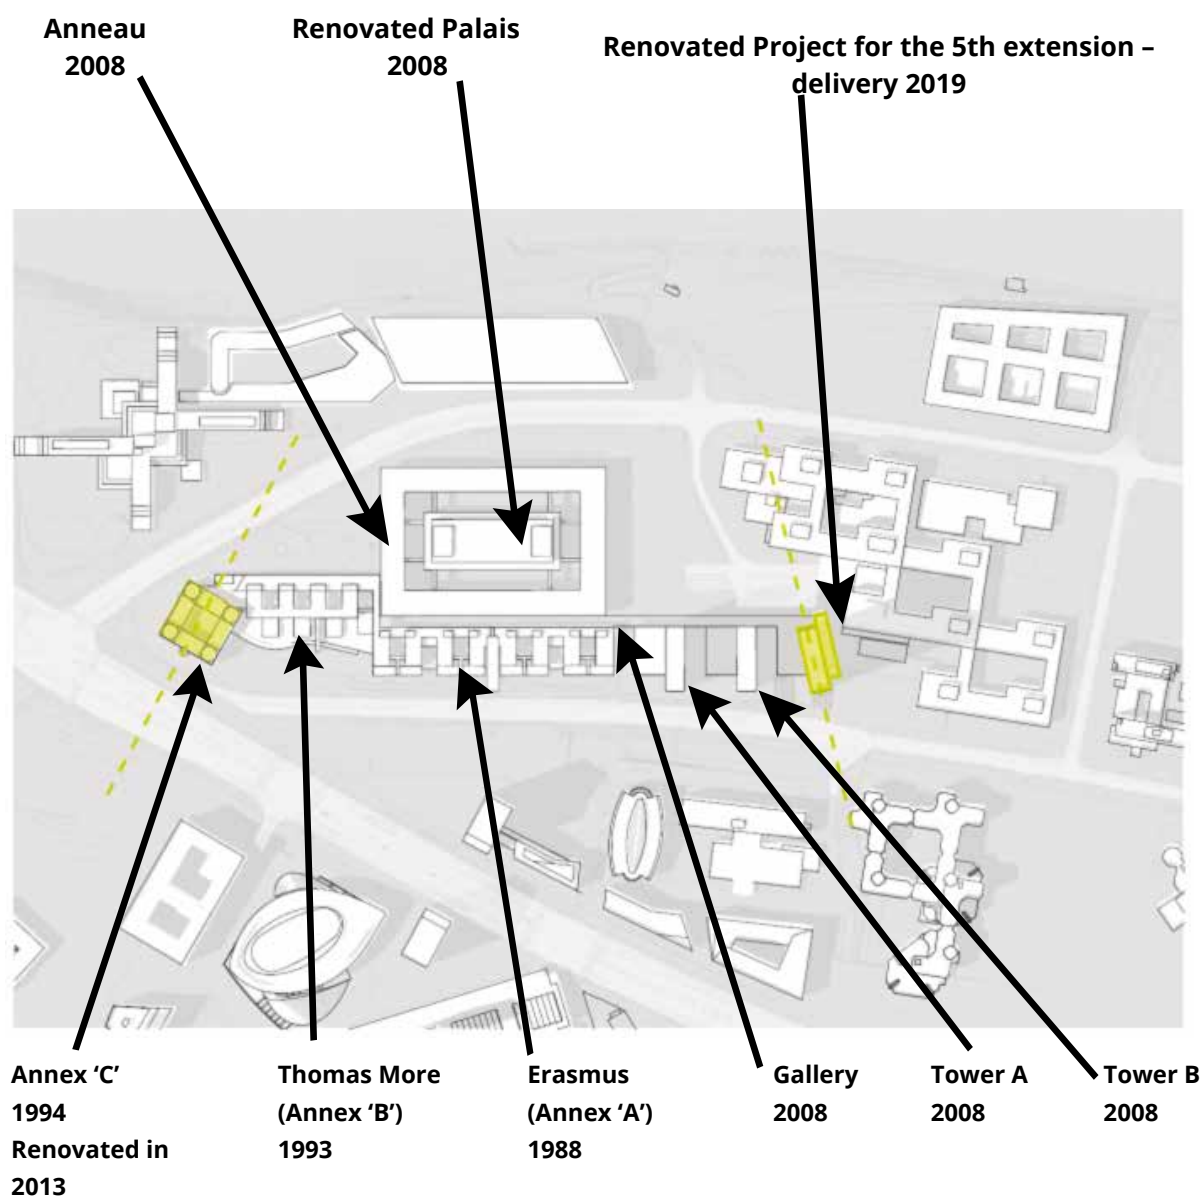 Anneau
2008
Renovated Palais
2008
Renovated Project for the 5th extension –
delivery 2019
Annex ‘C’
1994
Renovated in
2013
Thomas More
(Annex ‘B’)
1993
Erasmus
(Annex ‘A’)
1988
Gallery
2008
Tower A
2008
Tower B
2008